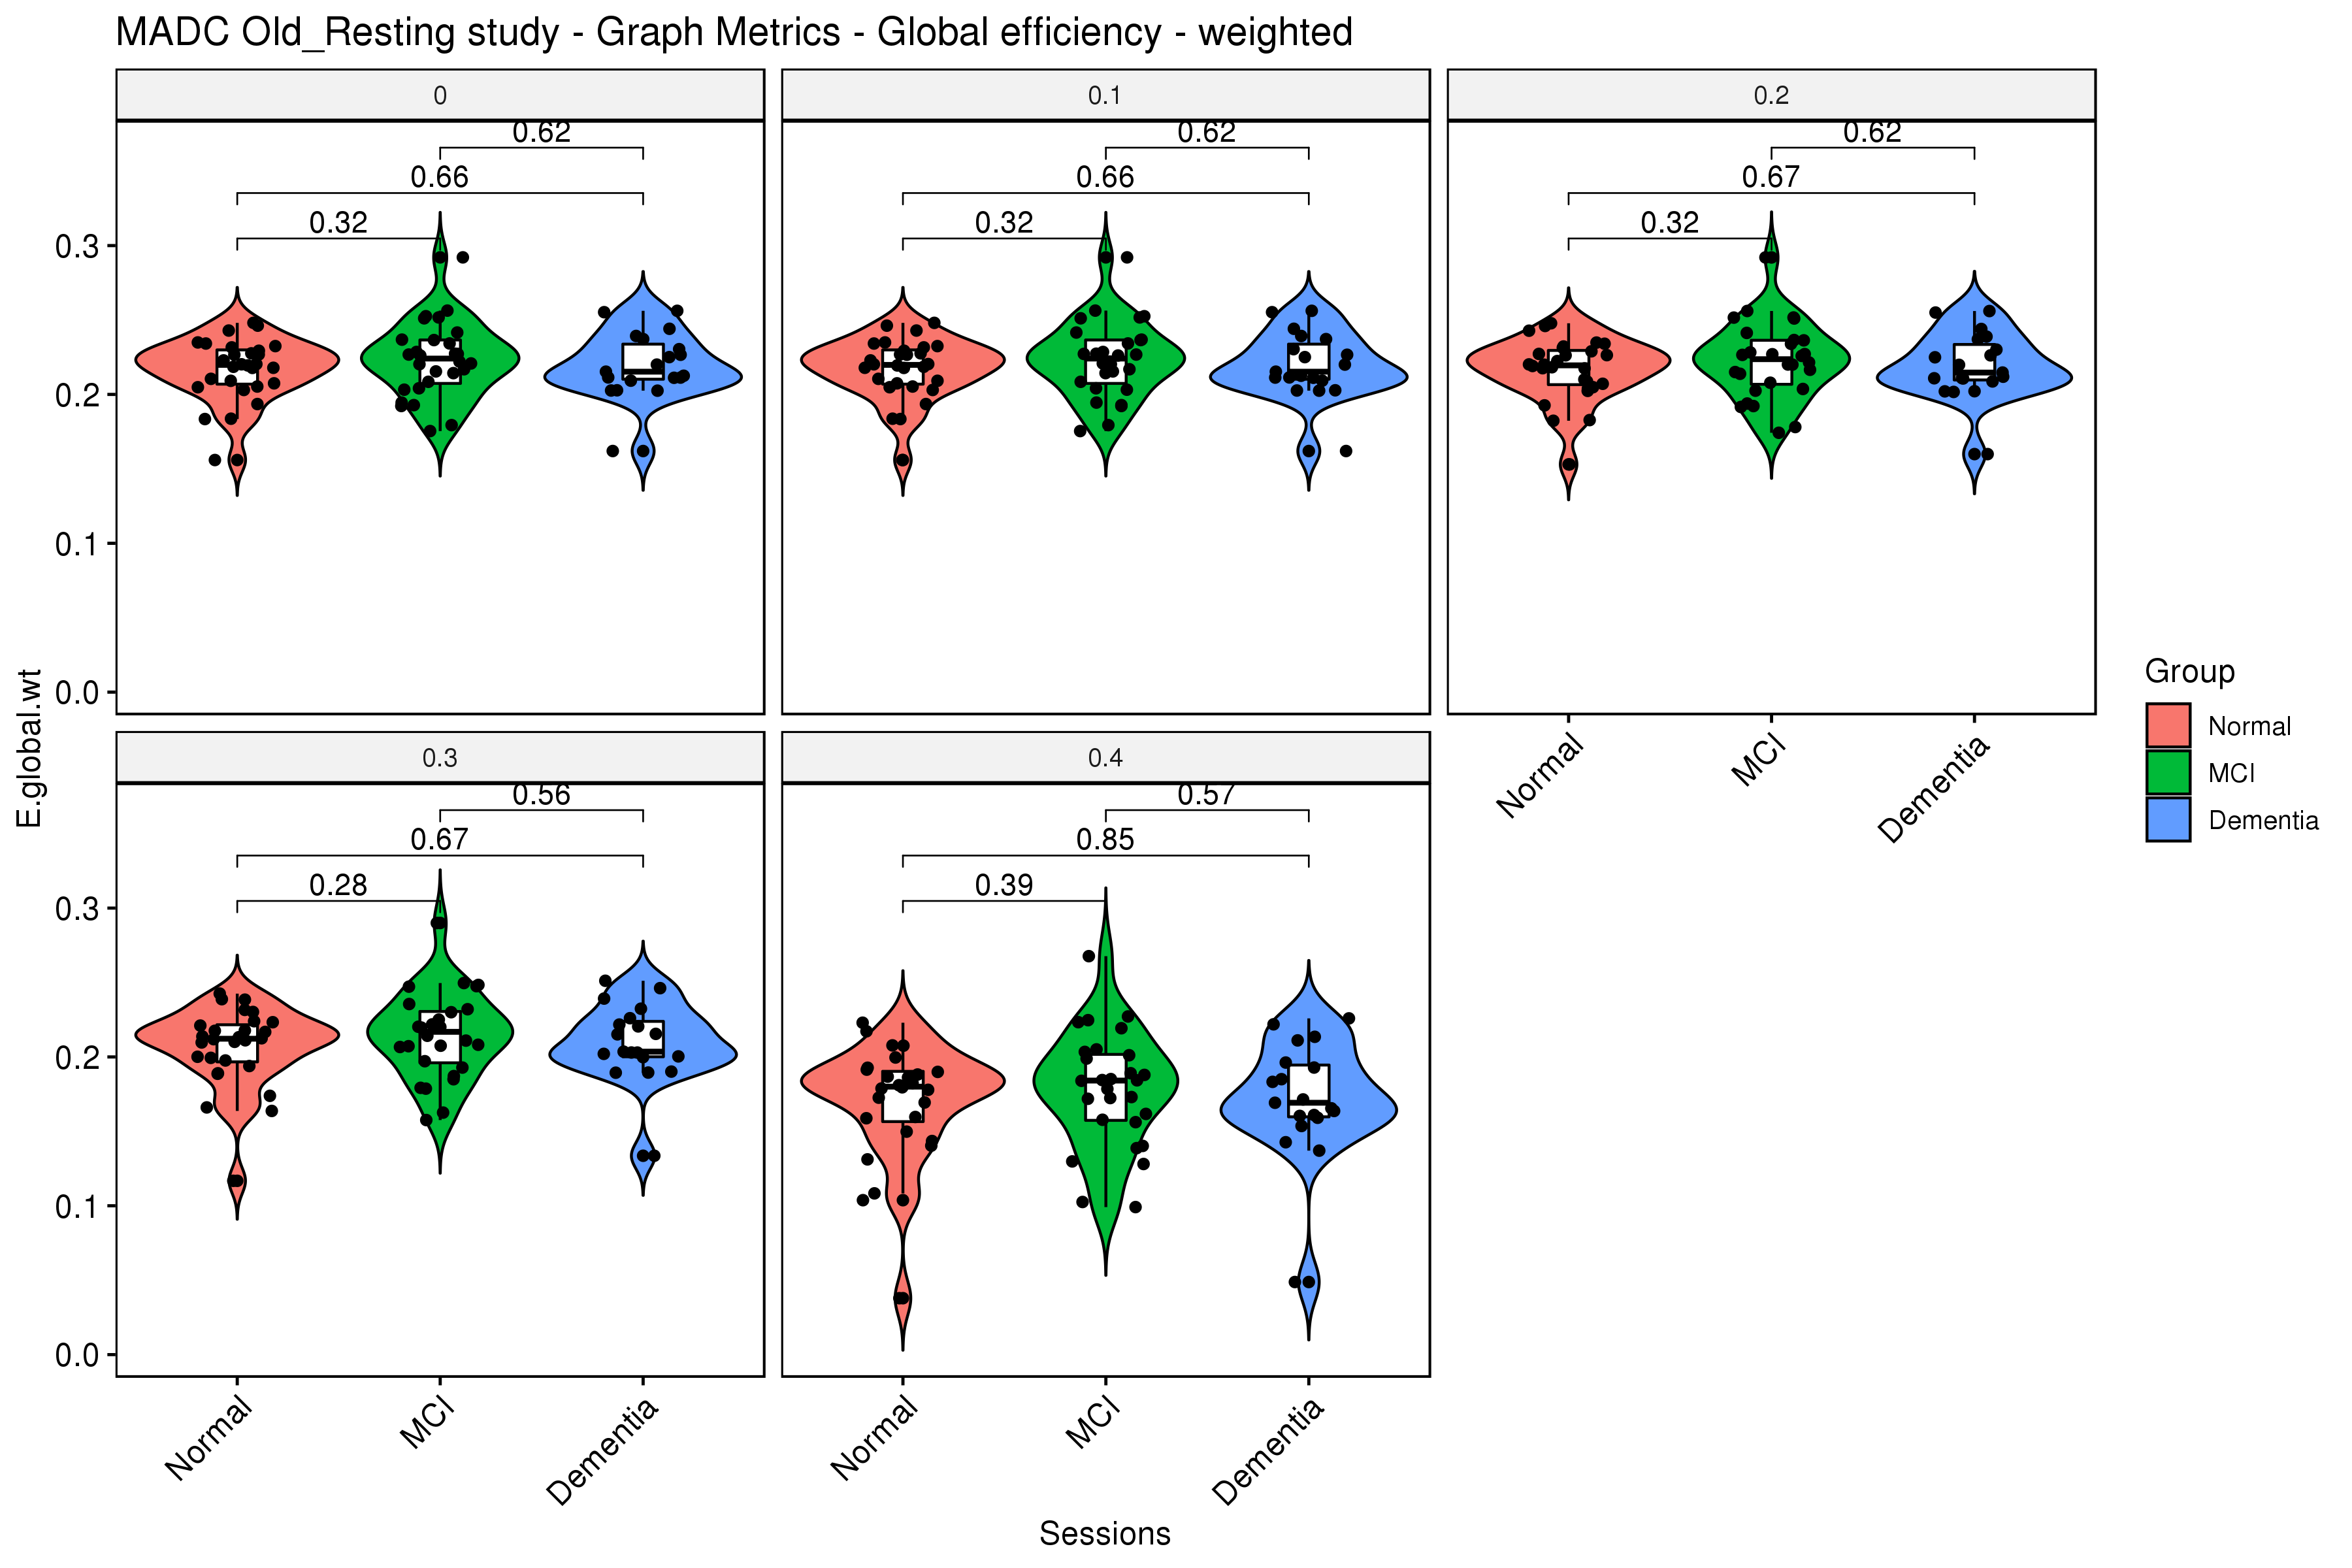 MADC Old_Resting study - Graph Metrics - Global efficiency - weighted
0
0.1
0.2
0.62
0.66
0.32
0.62
0.66
0.32
0.62
0.67
0.32
0.3
0.2
0.1
0.0
Normal
MCI
Dementia
0.3
0.4
0.56
0.67
0.28
0.57
0.85
0.39
0.3
0.2
0.1
0.0
Normal
MCI
Dementia
Normal
MCI
Dementia
E.global.wt
Sessions
Group
Normal
MCI
Dementia